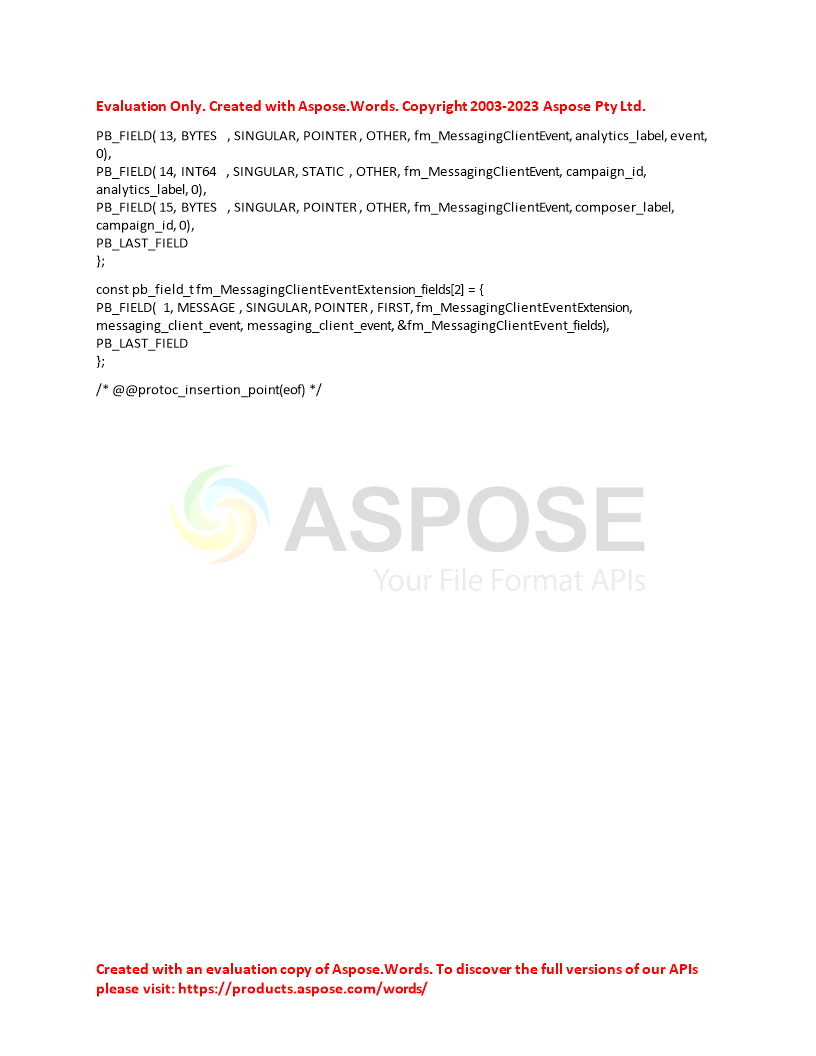 Evaluation Only. Created with Aspose.Words. Copyright 2003-2023 Aspose Pty Ltd.
PB_FIELD( 13, BYTES   , SINGULAR, POINTER , OTHER, fm_MessagingClientEvent, analytics_label, event,
0),
PB_FIELD( 14, INT64   , SINGULAR, STATIC  , OTHER, fm_MessagingClientEvent, campaign_id,
analytics_label, 0),
PB_FIELD( 15, BYTES   , SINGULAR, POINTER , OTHER, fm_MessagingClientEvent, composer_label,
campaign_id, 0),
PB_LAST_FIELD
};
const pb_field_t fm_MessagingClientEventExtension_fields[2] = {
PB_FIELD(  1, MESSAGE , SINGULAR, POINTER , FIRST, fm_MessagingClientEventExtension,
messaging_client_event, messaging_client_event, &fm_MessagingClientEvent_fields),
PB_LAST_FIELD
};
/* @@protoc_insertion_point(eof) */
ASPOSE
Your File Format APIs
Created with an evaluation copy of Aspose.Words. To discover the full versions of our APIs
please visit: https://products.aspose.com/words/